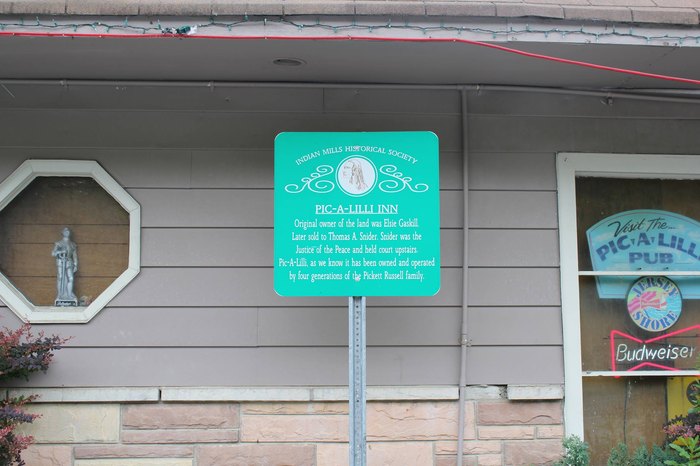 INDIAN MILLS HISTORICAL SOCIETY
PIC-A-LILLI INN
Original owner of the land was Elsie Gaskill.
Later sold to Thomas A. Snider. Snider was the
Justice of the Peace and held court upstairs.
Pic-A-Lilli, as we know it has been owned and operated
by four generations of the Pickett Russell family.
Visit The...
PIC-A-LILLI
PUB
JERSEY
SHORE
Budweiser